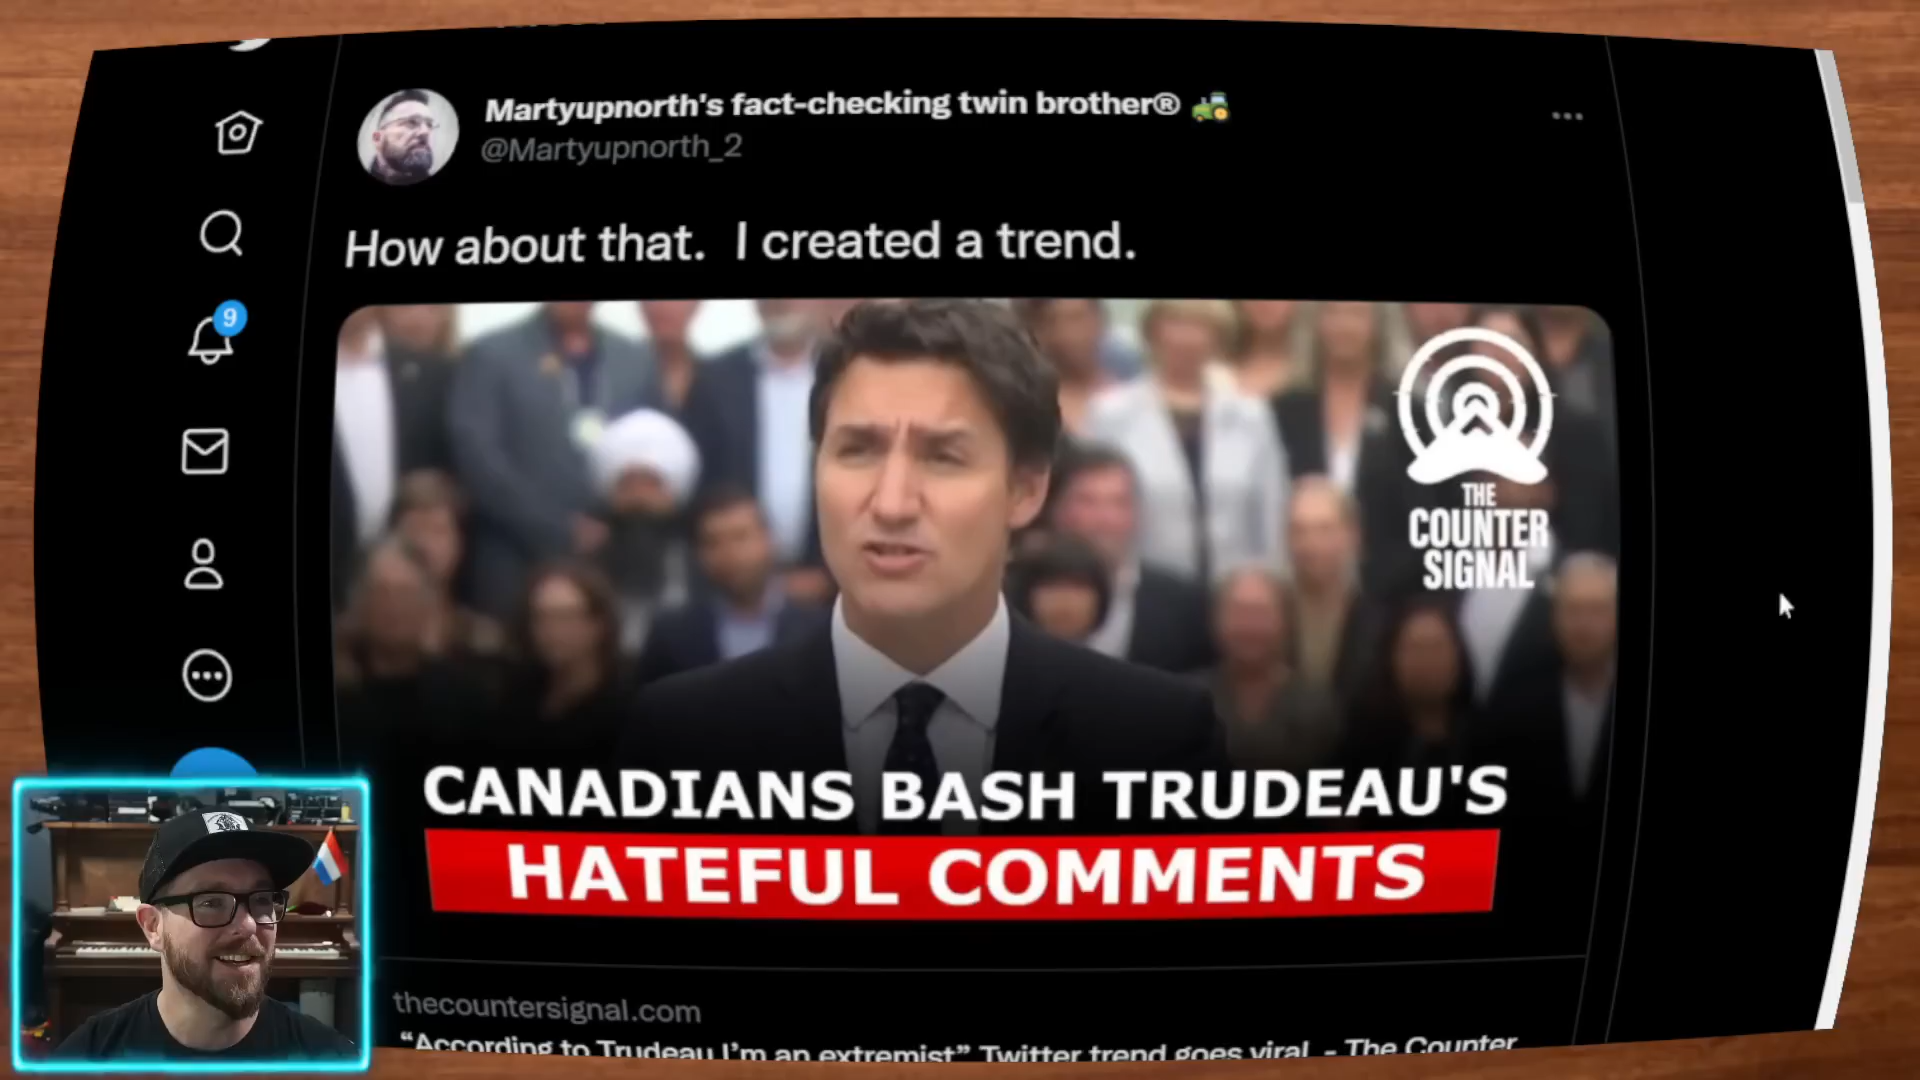 Martyupnorth's fact-checking twin brother®
@Martyupnorth_2
How about that. I created a trend.
9
THE
COUNTER
SIGNAL
CANADIANS BASH TRUDEAU'S
HATEFUL COMMENTS
thecountersignal.com
“According to Trudeau I'm an extremist” Twitter trend goes viral - The Counter